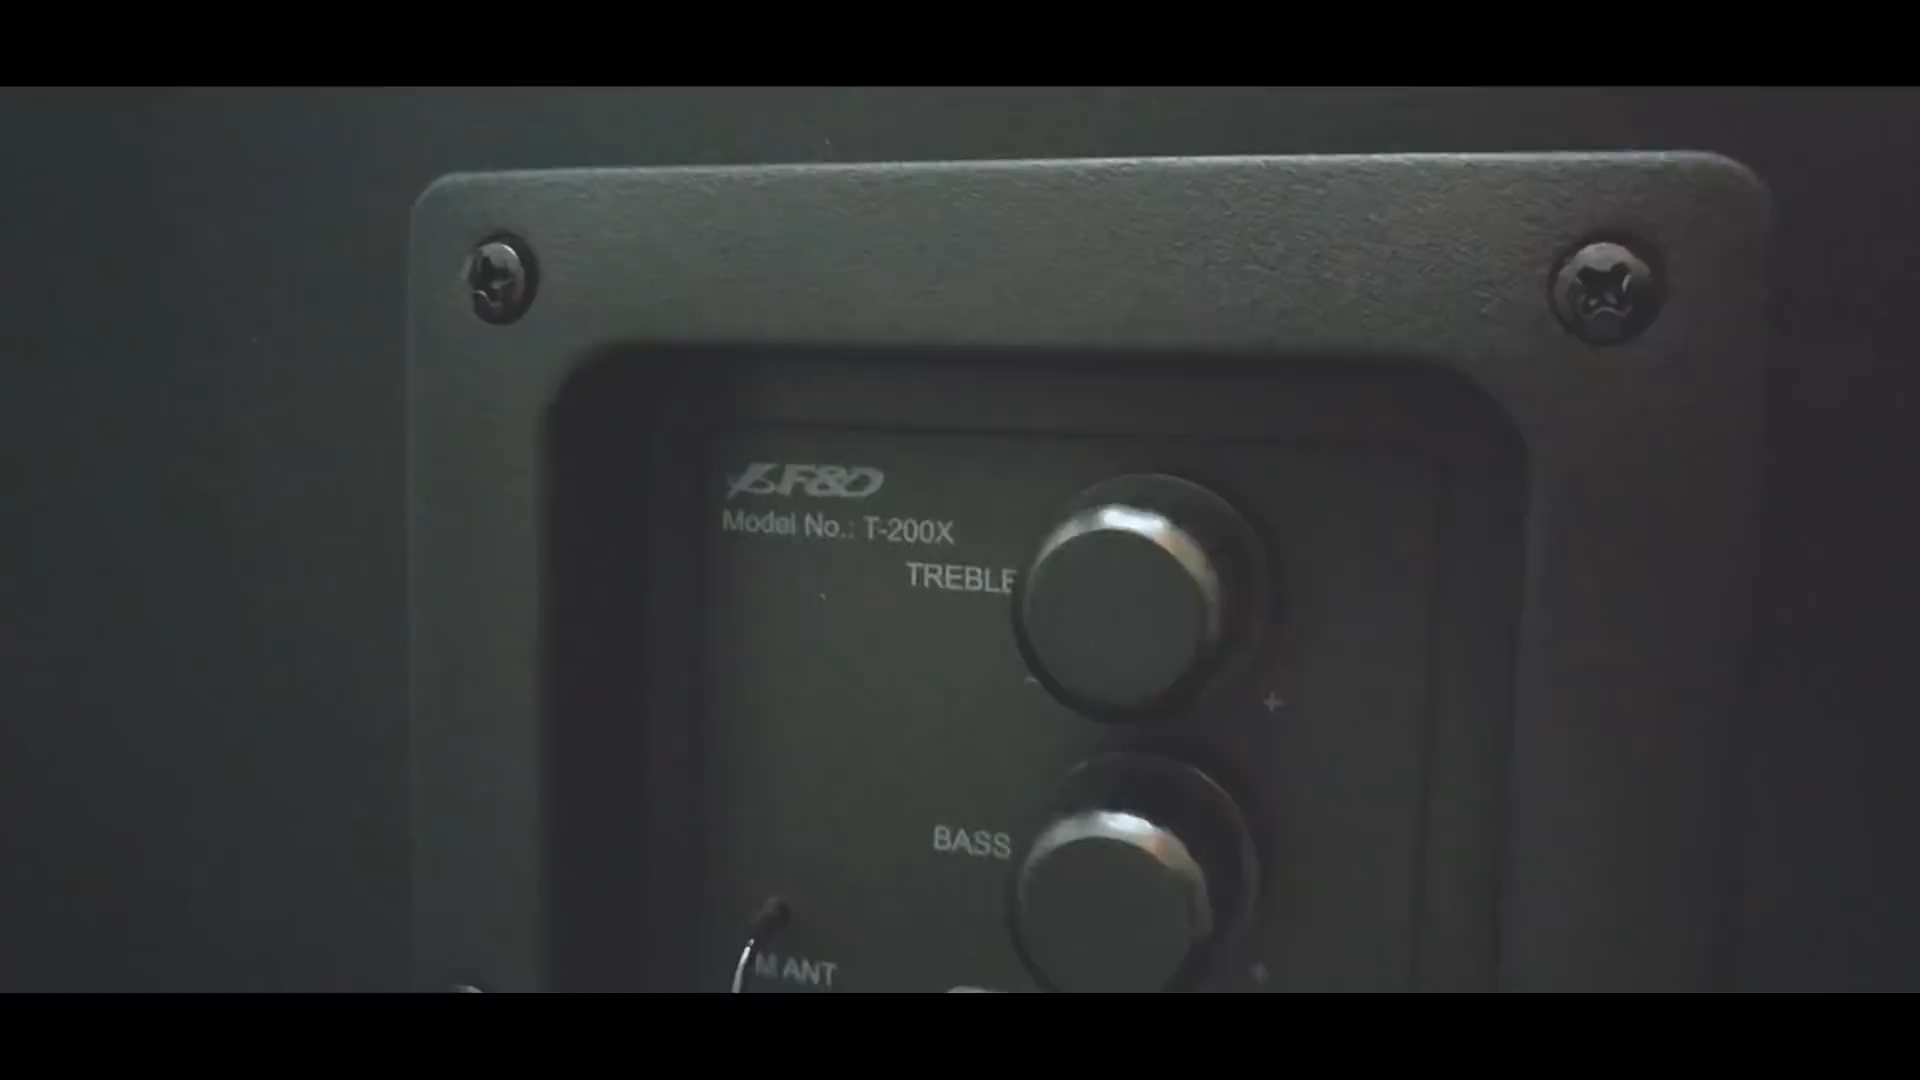 F&D
Model No.: T-200X
TREBLE
- +
BASS
+
M ANT